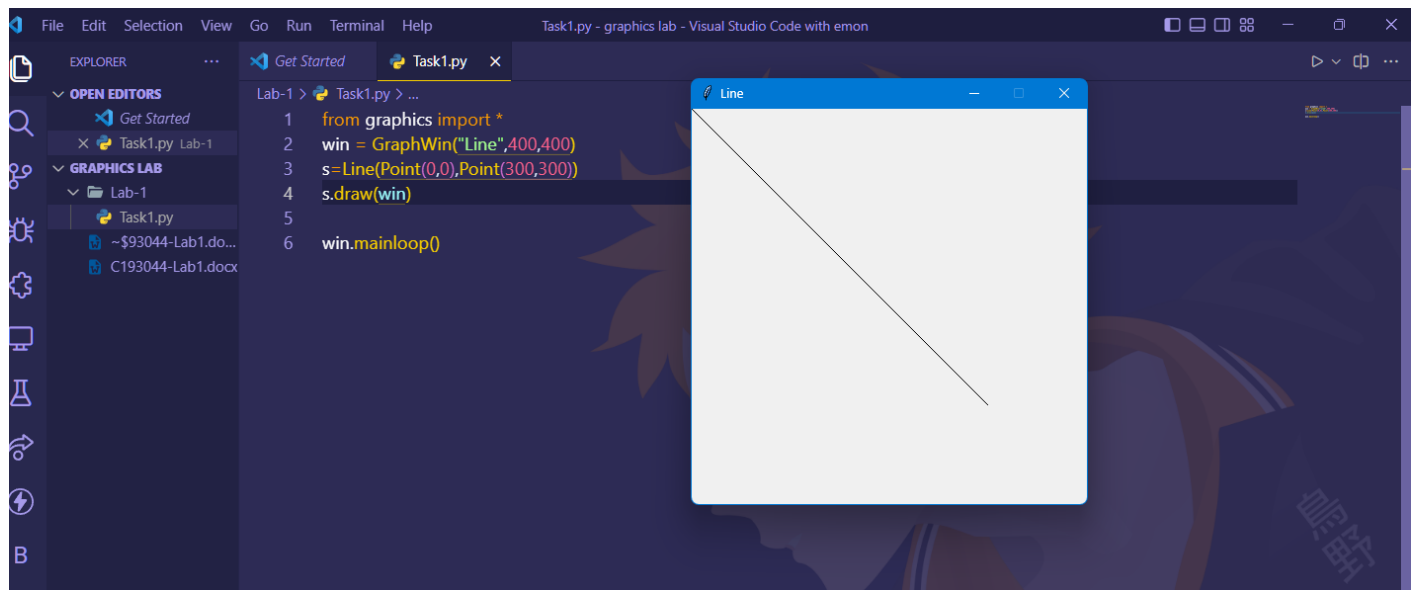 File Edit Selection View Go Run Terminal Help Task1.py - graphics lab - Visual Studio Code with emon
EXPLORER ··· Get Started Task1.py ×
OPEN EDITORS
Get Started
× Task1.py Lab-1
GRAPHICS LAB
Lab-1
Task1.py
~$93044-Lab1.do...
C193044-Lab1.docx
B
Lab-1 > Task1.py > ...
1 from graphics import *
2 win = GraphWin("Line",400,400)
3 s=Line(Point(0,0),Point(300,300))
4 s.draw(win)
5
6 win.mainloop()
Line
烏野